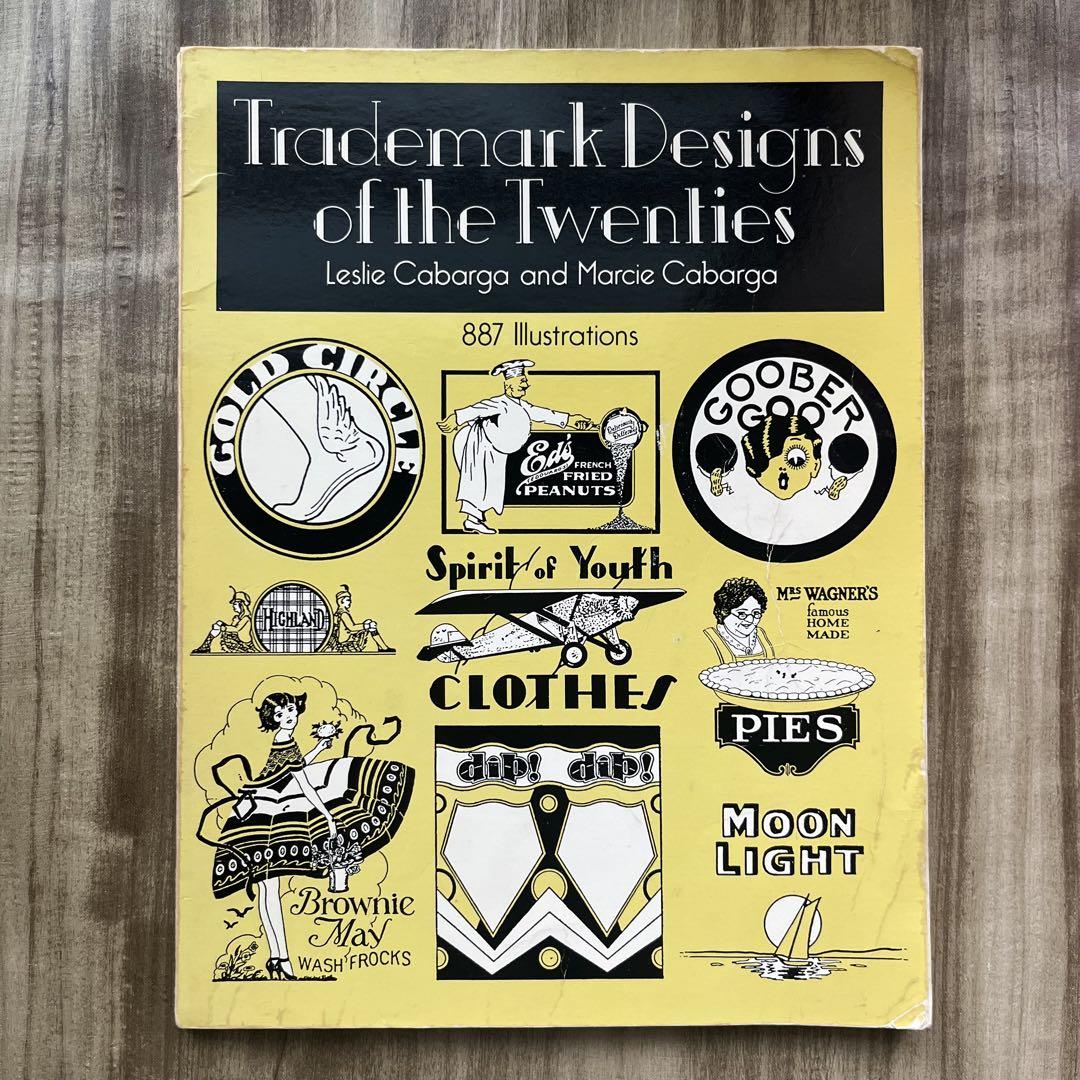 Trademark Designs
of the Twenties
Leslie Cabarga and Marcie Cabarga
887 Illustrations
GOLD CIRCLE
Ed's
FRENCH
FRIED
PEANUTS
GOOBER
GOO
Spirit of Youth
CLOTHES
HIGHLAND
MRS WAGNER'S
famous
HOME
MADE
PIES
dip! dip!
MOON
LIGHT
Brownie
May
WASH FROCKS